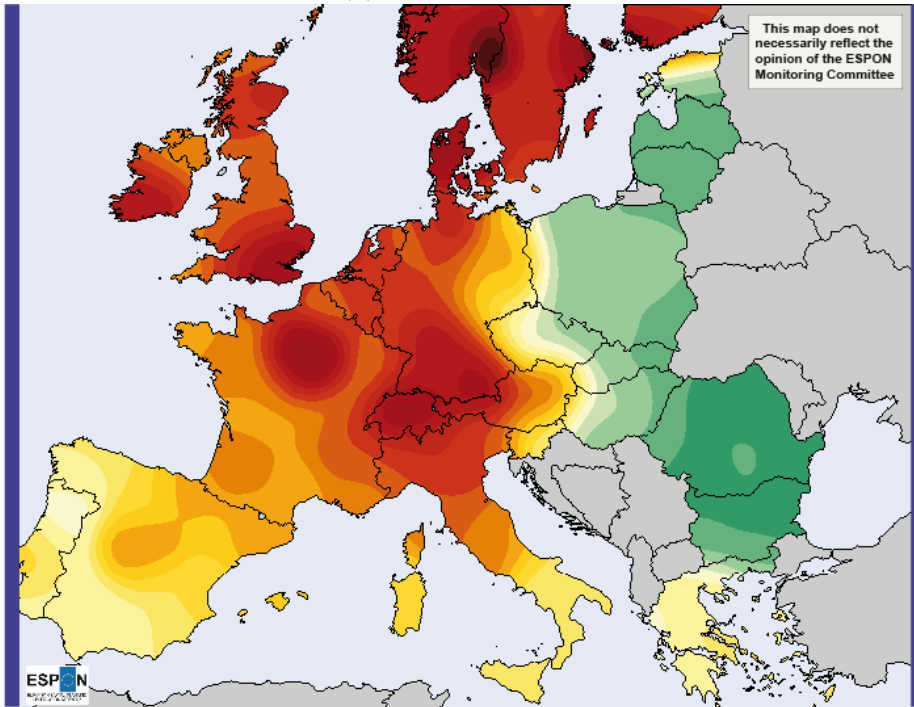 This map does not
necessarily reflect the
opinion of the ESPON
Monitoring Committee
ESPON